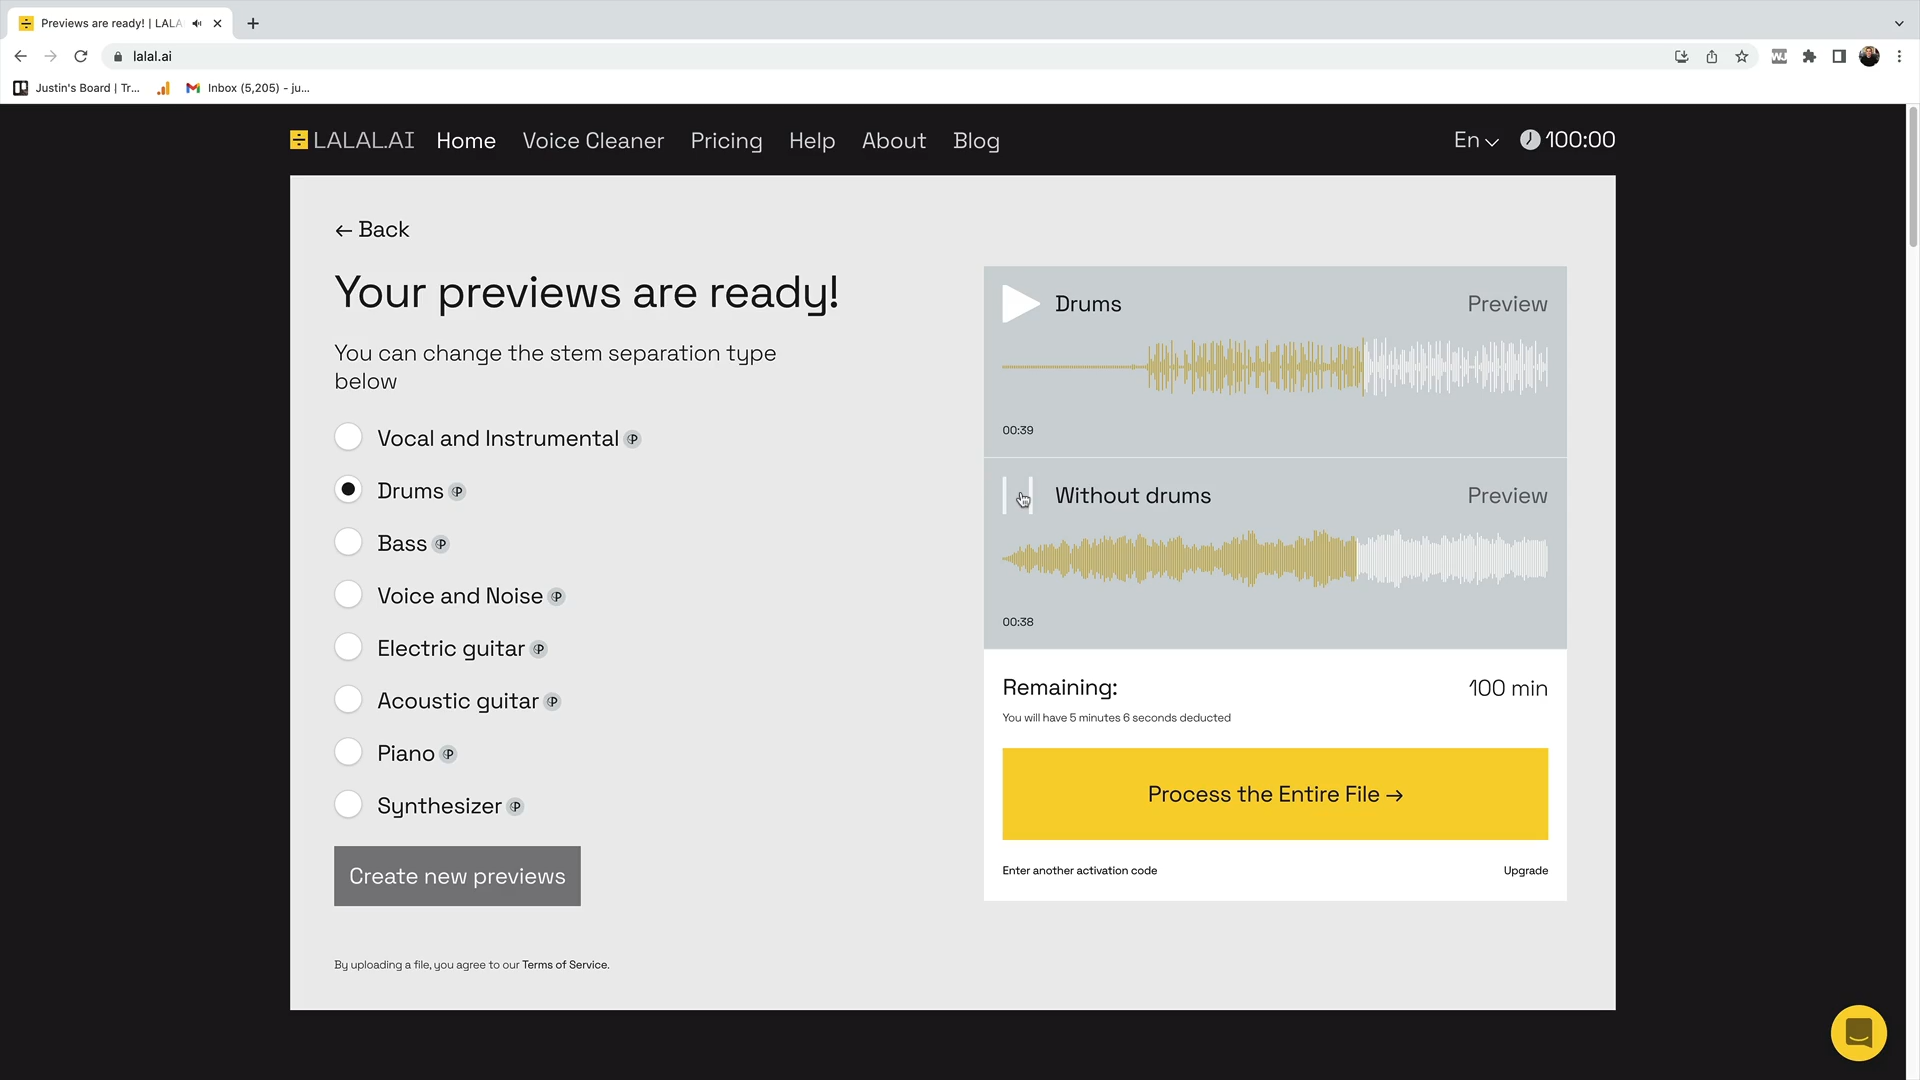 Previews are ready! | LALA
lalal.ai
Justin's Board | Tr...
Inbox (5,205) - ju...
LALAL.AI
Home
Voice Cleaner
Pricing
Help
About
Blog
En
100:00
← Back
Your previews are ready!
You can change the stem separation type
below
Vocal and Instrumental
Drums
Bass
Voice and Noise
Electric guitar
Acoustic guitar
Piano
Synthesizer
Create new previews
By uploading a file, you agree to our Terms of Service.
Drums
Preview
00:39
Without drums
Preview
00:38
Remaining:
100 min
You will have 5 minutes 6 seconds deducted
Process the Entire File →
Enter another activation code
Upgrade